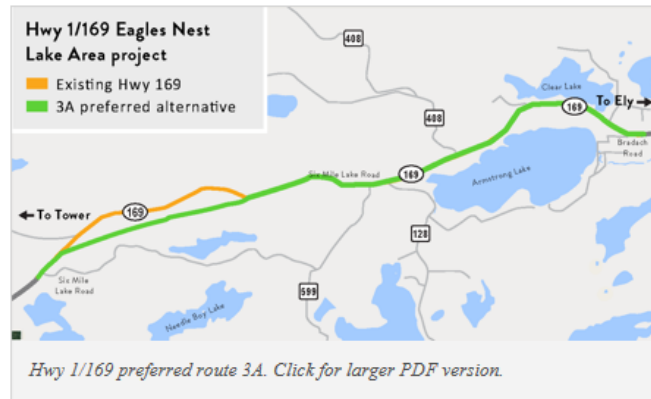 Hwy 1/169 Eagles Nest
Lake Area project
Existing Hwy 169
3A preferred alternative
408
Clear Lake
To Ely
169
408
Bradach
Road
Six Mile Lake Road
169
Armstrong Lake
169
To Tower
128
Six Mile
Lake Road
599
Needle Boy Lake
Hwy 1/169 preferred route 3A. Click for larger PDF version.